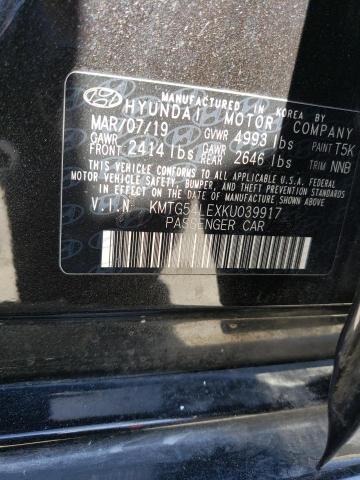 MANUFACTURED IN KOREA BY
HYUNDAI MOTOR COMPANY
MAR/07/19 GVWR 4993 lbs PAINT T5K
GAWR FRONT 2414 lbs GAWR REAR 2646 lbs TRIM NNB
THIS VEHICLE CONFORMS TO ALL APPLICABLE U.S.A FEDERAL
MOTOR VEHICLE SAFETY, BUMPER, AND THEFT PREVENTION
STANDARDS IN EFFECT ON THE DATE OF MANUFACTURE SHOWN ABOVE.
V.I.N KMTG54LEXKU039917
PASSENGER CAR